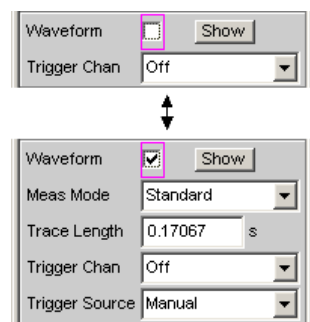 Waveform Show
Trigger Chan Off
Waveform Show
Meas Mode Standard
Trace Length 0.17067 s
Trigger Chan Off
Trigger Source Manual